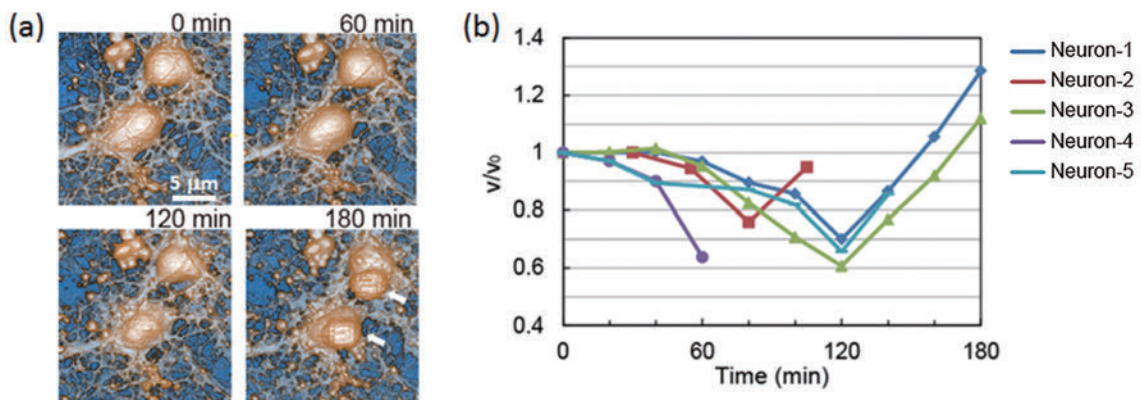 (a)
0 min
60 min
5 μm
120 min
180 min
(b)
v/v₀
1.4
1.2
1
0.8
0.6
0.4
0
60
120
180
Time (min)
Neuron-1
Neuron-2
Neuron-3
Neuron-4
Neuron-5